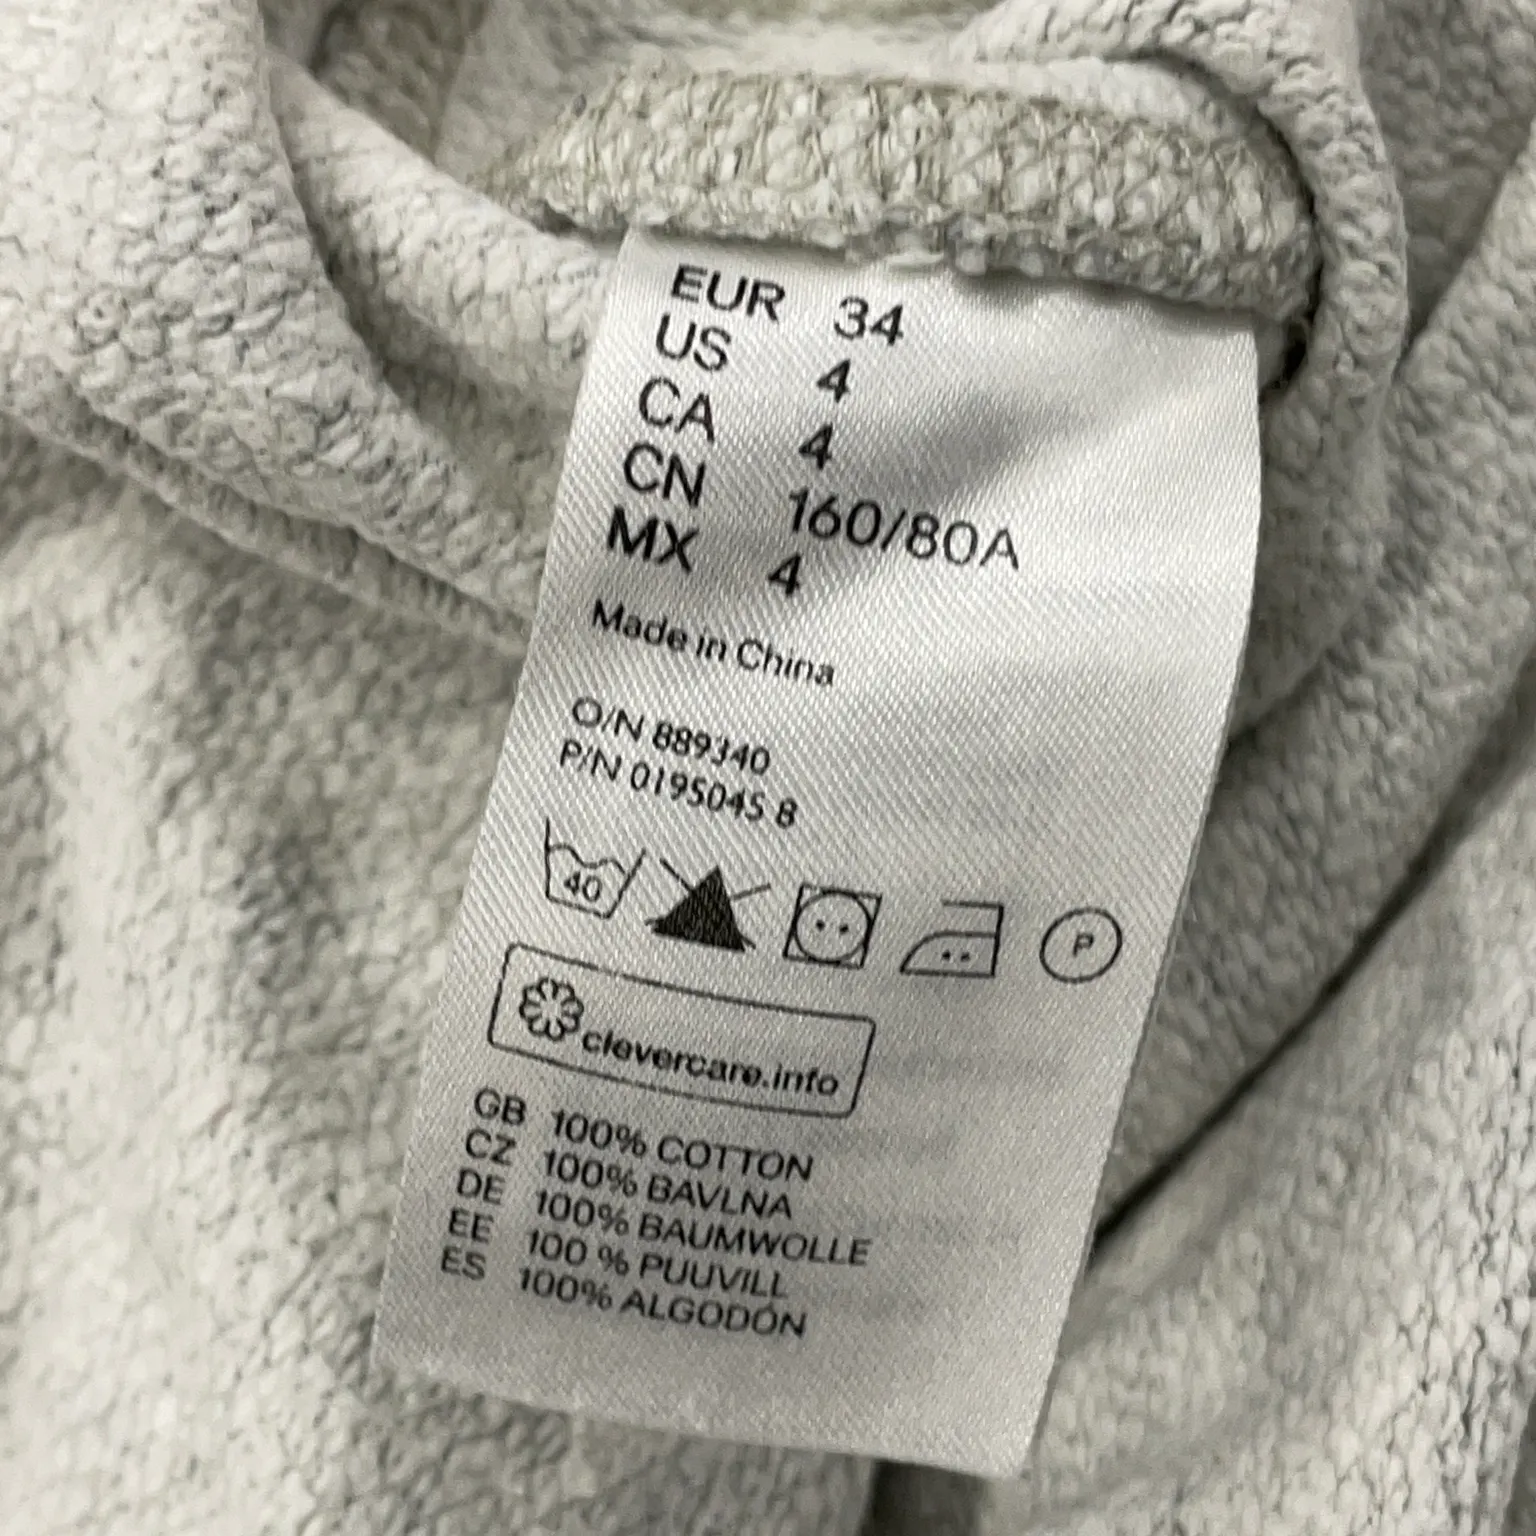 EUR 34
US 4
CA 4
CN 160/80A
MX 4
Made in China
O/N 889340
P/N 0195045 8
40
P
clevercare.info
GB 100% COTTON
CZ 100% BAVLNA
DE 100% BAUMWOLLE
EE 100 % PUUVILL
ES 100% ALGODÓN